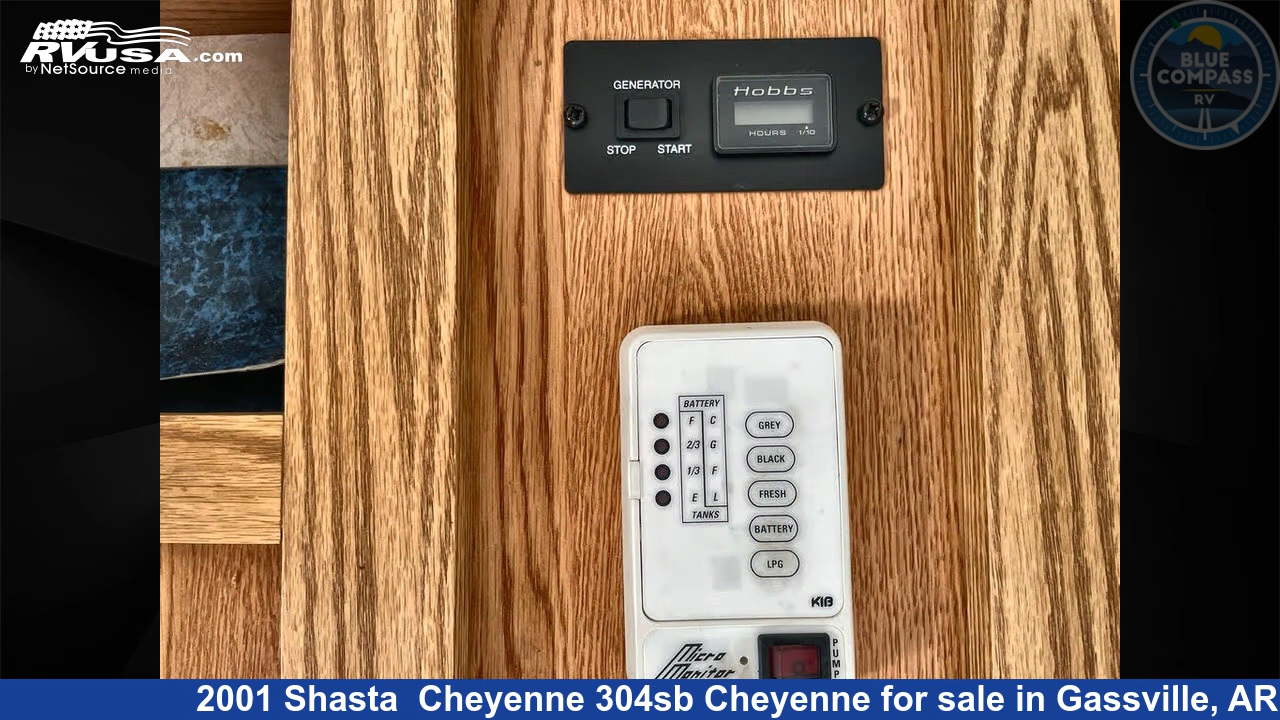 RVUSA.com
by NetSource media
BLUE
COMPASS
RV
GENERATOR
STOP START
Hobbs
HOURS 1/10
BATTERY
F C
2/3 G
1/3 F
E L
TANKS
GREY
BLACK
FRESH
BATTERY
LPG
KIB
Micro
Monitor
PUMP
2001 Shasta  Cheyenne 304sb Cheyenne for sale in Gassville, AR